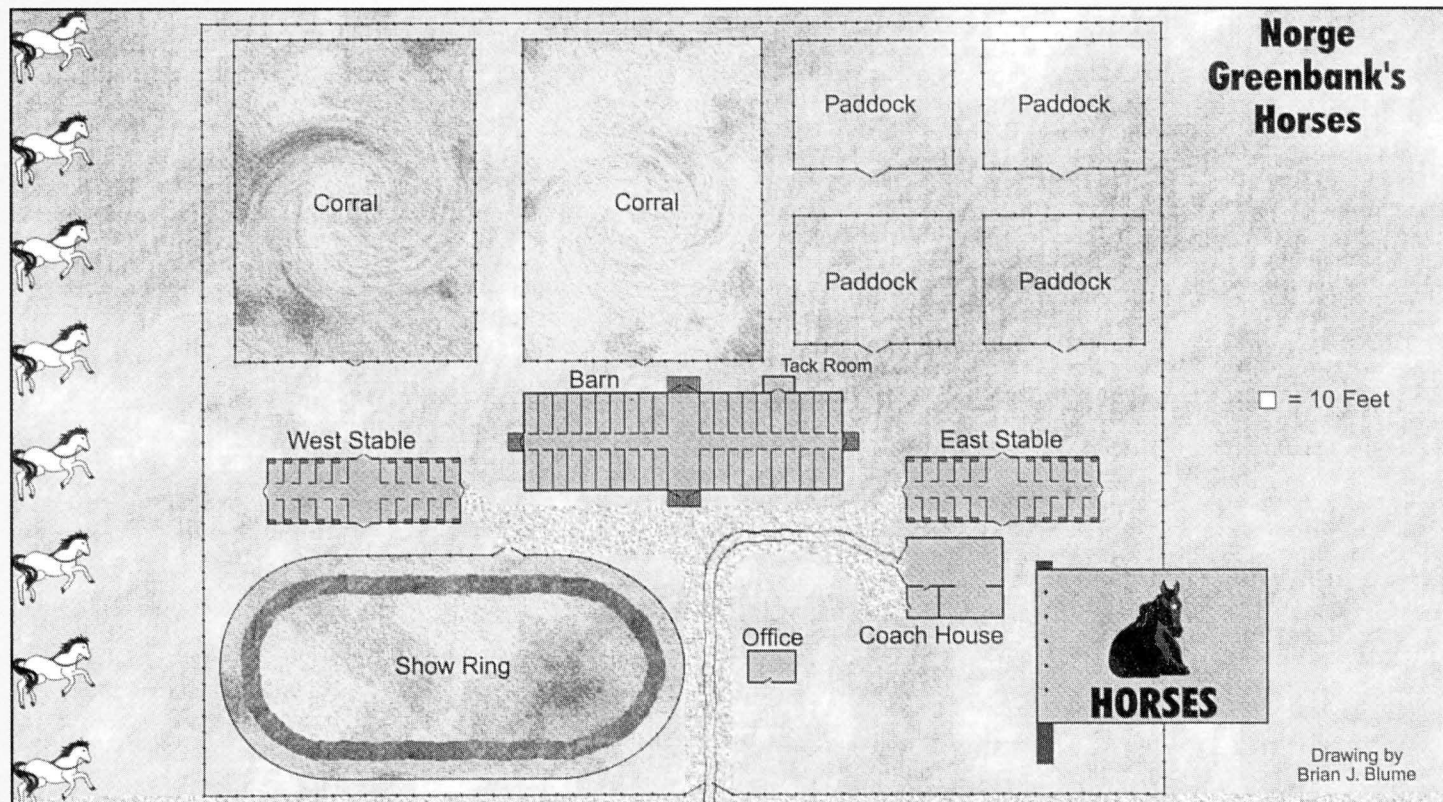 Norge
Greenbank's
Horses
Paddock
Paddock
Corral
Corral
Paddock
Paddock
Tack Room
Barn
= 10 Feet
West Stable
East Stable
Office
Coach House
Show Ring
HORSES
Drawing by
Brian J. Blume